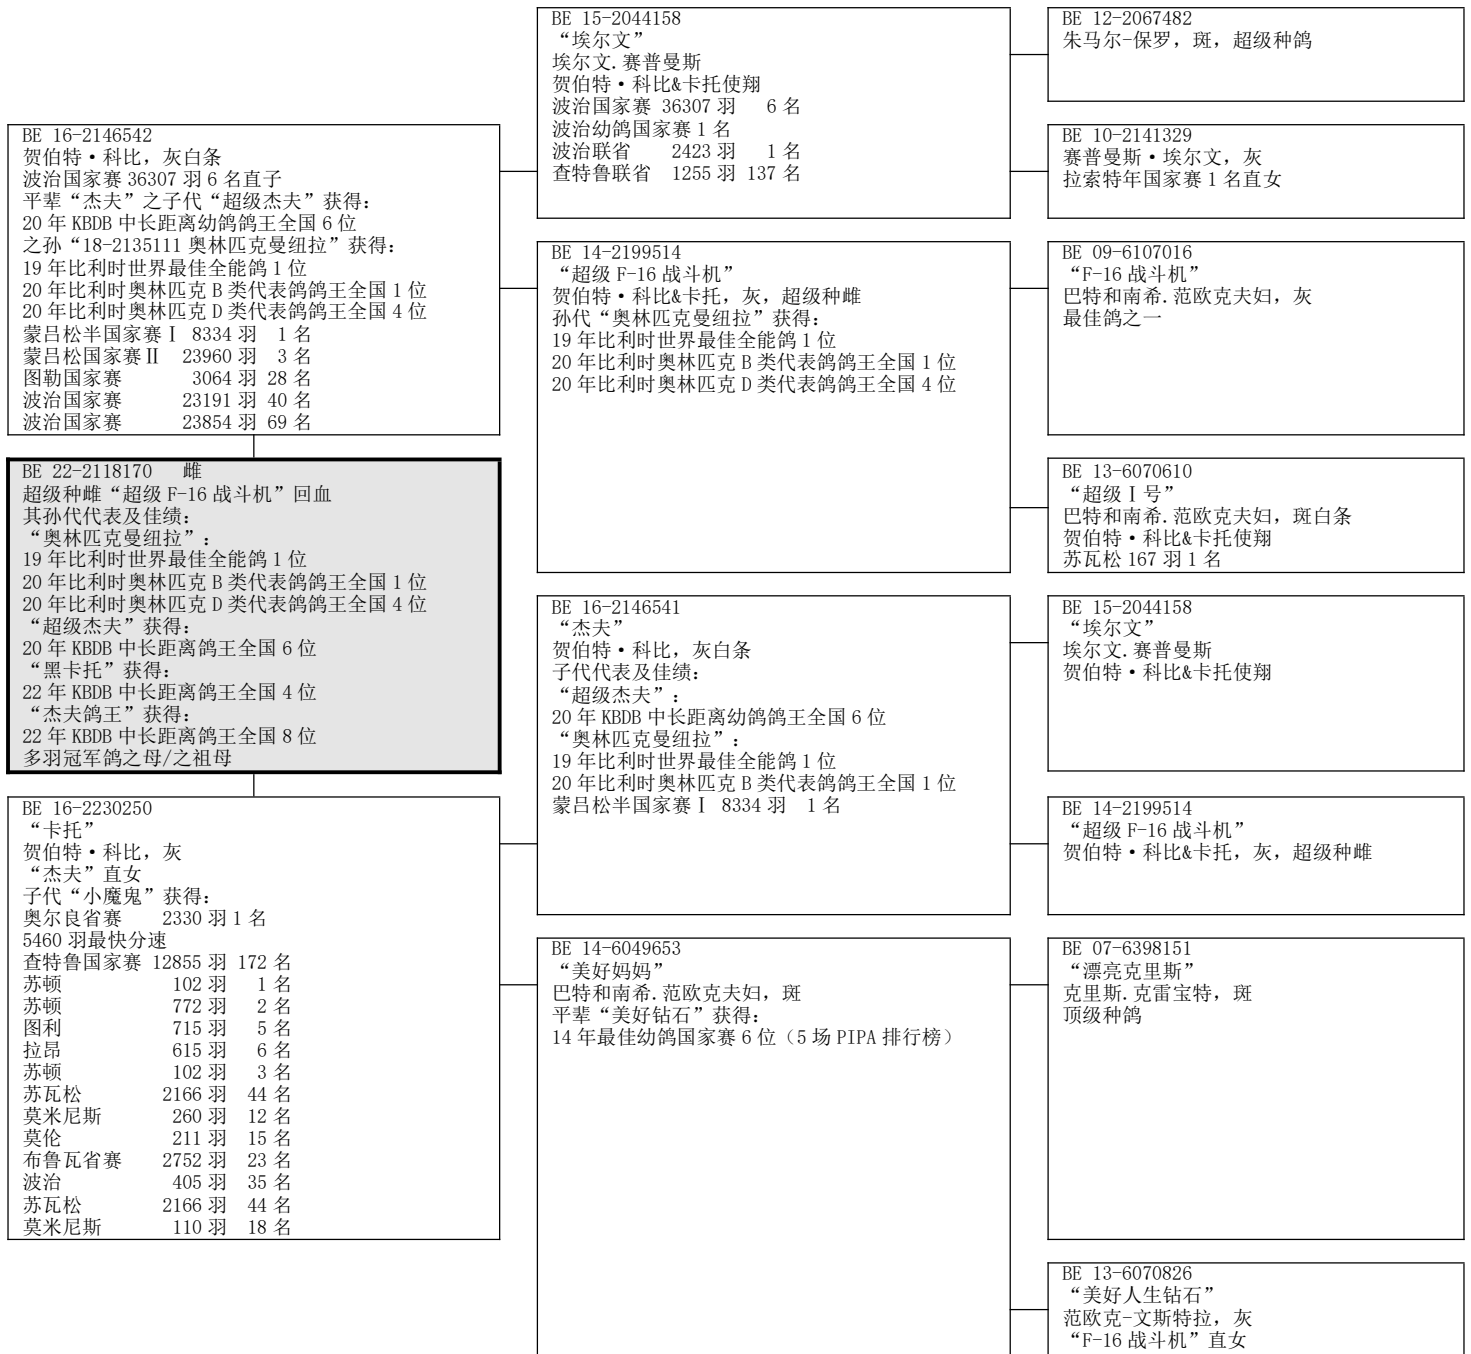 BE 16-2146542
贺伯特·科比，灰白条
波治国家赛 36307 羽 6 名直子
平辈“杰夫”之子代“超级杰夫”获得：
20 年 KBDB 中长距离幼鸽鸽王全国 6 位
之孙“18-2135111 奥林匹克曼纽拉”获得：
19 年比利时世界最佳全能鸽 1 位
20 年比利时奥林匹克 B 类代表鸽鸽王全国 1 位
20 年比利时奥林匹克 D 类代表鸽鸽王全国 4 位
蒙吕松半国家赛Ⅰ 8334 羽 1 名
蒙吕松国家赛Ⅱ 23960 羽 3 名
图勒国家赛 3064 羽 28 名
波治国家赛 23191 羽 40 名
波治国家赛 23854 羽 69 名
BE 22-2118170 雌
超级种雌“超级 F-16 战斗机”回血
其孙代代表及佳绩：
“奥林匹克曼纽拉”：
19 年比利时世界最佳全能鸽 1 位
20 年比利时奥林匹克 B 类代表鸽鸽王全国 1 位
20 年比利时奥林匹克 D 类代表鸽鸽王全国 4 位
“超级杰夫”获得：
20 年 KBDB 中长距离鸽王全国 6 位
“黑卡托”获得：
22 年 KBDB 中长距离鸽王全国 4 位
“杰夫鸽王”获得：
22 年 KBDB 中长距离鸽王全国 8 位
多羽冠军鸽之母/之祖母
BE 16-2230250
“卡托”
贺伯特·科比，灰
“杰夫”直女
子代“小魔鬼”获得：
奥尔良省赛 2330 羽 1 名
5460 羽最快分速
查特鲁国家赛 12855 羽 172 名
苏顿 102 羽 1 名
苏顿 772 羽 2 名
图利 715 羽 5 名
拉昂 615 羽 6 名
苏顿 102 羽 3 名
苏瓦松 2166 羽 44 名
莫米尼斯 260 羽 12 名
莫伦 211 羽 15 名
布鲁瓦省赛 2752 羽 23 名
波治 405 羽 35 名
苏瓦松 2166 羽 44 名
莫米尼斯 110 羽 18 名
BE 15-2044158
“埃尔文”
埃尔文.赛普曼斯
贺伯特·科比&卡托使翔
波治国家赛 36307 羽 6 名
波治幼鸽国家赛 1 名
波治联省 2423 羽 1 名
查特鲁联省 1255 羽 137 名
BE 14-2199514
“超级 F-16 战斗机”
贺伯特·科比&卡托，灰，超级种雌
孙代“奥林匹克曼纽拉”获得：
19 年比利时世界最佳全能鸽 1 位
20 年比利时奥林匹克 B 类代表鸽鸽王全国 1 位
20 年比利时奥林匹克 D 类代表鸽鸽王全国 4 位
BE 16-2146541
“杰夫”
贺伯特·科比，灰白条
子代代表及佳绩：
“超级杰夫”：
20 年 KBDB 中长距离幼鸽鸽王全国 6 位
“奥林匹克曼纽拉”：
19 年比利时世界最佳全能鸽 1 位
20 年比利时奥林匹克 B 类代表鸽鸽王全国 1 位
蒙吕松半国家赛Ⅰ 8334 羽 1 名
BE 14-6049653
“美好妈妈”
巴特和南希.范欧克夫妇，斑
平辈“美好钻石”获得：
14 年最佳幼鸽国家赛 6 位（5 场 PIPA 排行榜）
BE 12-2067482
朱马尔-保罗，斑，超级种鸽
BE 10-2141329
赛普曼斯·埃尔文，灰
拉索特年国家赛 1 名直女
BE 09-6107016
“F-16 战斗机”
巴特和南希.范欧克夫妇，灰
最佳鸽之一
BE 13-6070610
“超级Ⅰ号”
巴特和南希.范欧克夫妇，斑白条
贺伯特·科比&卡托使翔
苏瓦松 167 羽 1 名
BE 15-2044158
“埃尔文”
埃尔文.赛普曼斯
贺伯特·科比&卡托使翔
BE 14-2199514
“超级 F-16 战斗机”
贺伯特·科比&卡托，灰，超级种雌
BE 07-6398151
“漂亮克里斯”
克里斯.克雷宝特，斑
顶级种鸽
BE 13-6070826
“美好人生钻石”
范欧克-文斯特拉，灰
“F-16 战斗机”直女